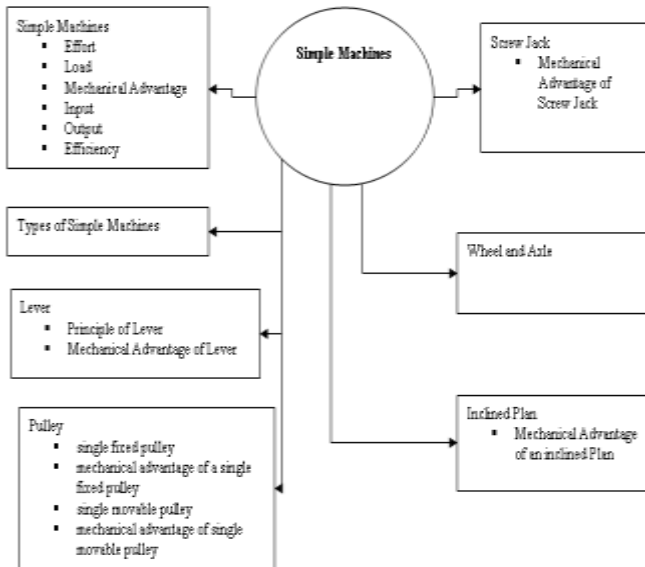 Simple Machines
Simple Machines
▪ Effort
▪ Load
▪ Mechanical Advantage
▪ Input
▪ Output
▪ Efficiency
Screw Jack
▪ Mechanical
Advantage of
Screw Jack
Types of Simple Machines
Wheel and Axle
Lever
▪ Principle of Lever
▪ Mechanical Advantage of Lever
Inclined Plan
▪ Mechanical Advantage
of an inclined Plan
Pulley
▪ single fixed pulley
▪ mechanical advantage of a single
fixed pulley
▪ single movable pulley
▪ mechanical advantage of single
movable pulley